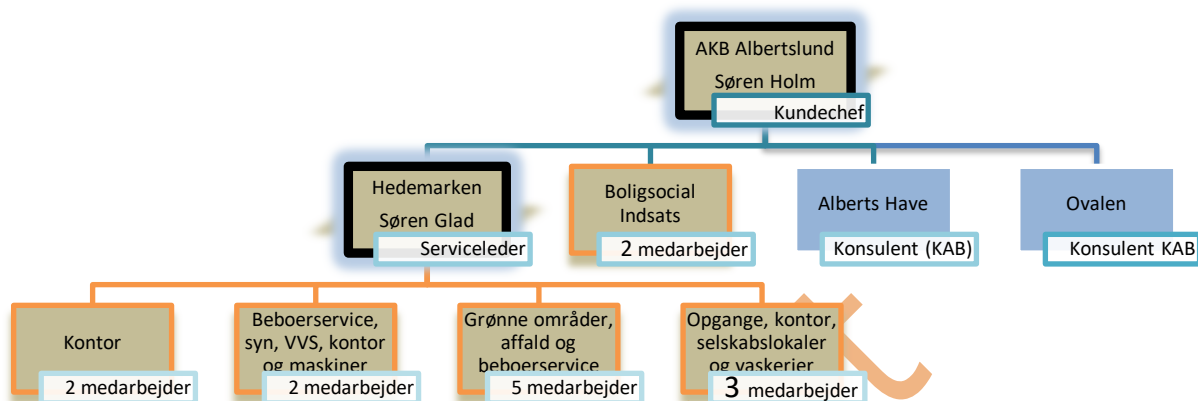 AKB Albertslund
Søren Holm
Kundechef
Hedemarken
Søren Glad
Serviceleder
Boligsocial
Indsats
2 medarbejder
Alberts Have
Konsulent (KAB)
Ovalen
Konsulent KAB)
Kontor
2 medarbejder
Beboerservice,
syn, VVS, kontor
og maskiner
2 medarbejder
Grønne områder,
affald og
beboerservice
5 medarbejder
Opgange, kontor,
selskabslokaler
og vaskerier
3 medarbejder